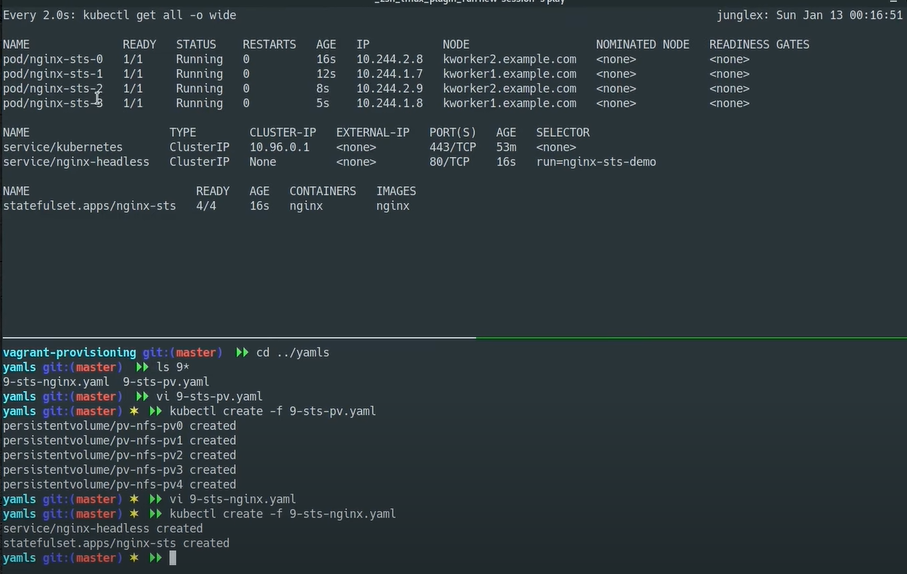 _zsh_tmux_plugin_run new-session
Every 2.0s: kubectl get all -o wide junglex: Sun Jan 13 00:16:51
NAME READY STATUS RESTARTS AGE IP NODE NOMINATED NODE READINESS GATES
pod/nginx-sts-0 1/1 Running 0 16s 10.244.2.8 kworker2.example.com <none> <none>
pod/nginx-sts-1 1/1 Running 0 12s 10.244.1.7 kworker1.example.com <none> <none>
pod/nginx-sts-2 1/1 Running 0 8s 10.244.2.9 kworker2.example.com <none> <none>
pod/nginx-sts-3 1/1 Running 0 5s 10.244.1.8 kworker1.example.com <none> <none>
NAME TYPE CLUSTER-IP EXTERNAL-IP PORT(S) AGE SELECTOR
service/kubernetes ClusterIP 10.96.0.1 <none> 443/TCP 53m <none>
service/nginx-headless ClusterIP None <none> 80/TCP 16s run=nginx-sts-demo
NAME READY AGE CONTAINERS IMAGES
statefulset.apps/nginx-sts 4/4 16s nginx nginx
vagrant-provisioning git:(master) cd ../yamls
yamls git:(master) ls 9*
9-sts-nginx.yaml 9-sts-pv.yaml
yamls git:(master) vi 9-sts-pv.yaml
yamls git:(master) ✶ kubectl create -f 9-sts-pv.yaml
persistentvolume/pv-nfs-pv0 created
persistentvolume/pv-nfs-pv1 created
persistentvolume/pv-nfs-pv2 created
persistentvolume/pv-nfs-pv3 created
persistentvolume/pv-nfs-pv4 created
yamls git:(master) ✶ vi 9-sts-nginx.yaml
yamls git:(master) ✶ kubectl create -f 9-sts-nginx.yaml
service/nginx-headless created
statefulset.apps/nginx-sts created
yamls git:(master) ✶